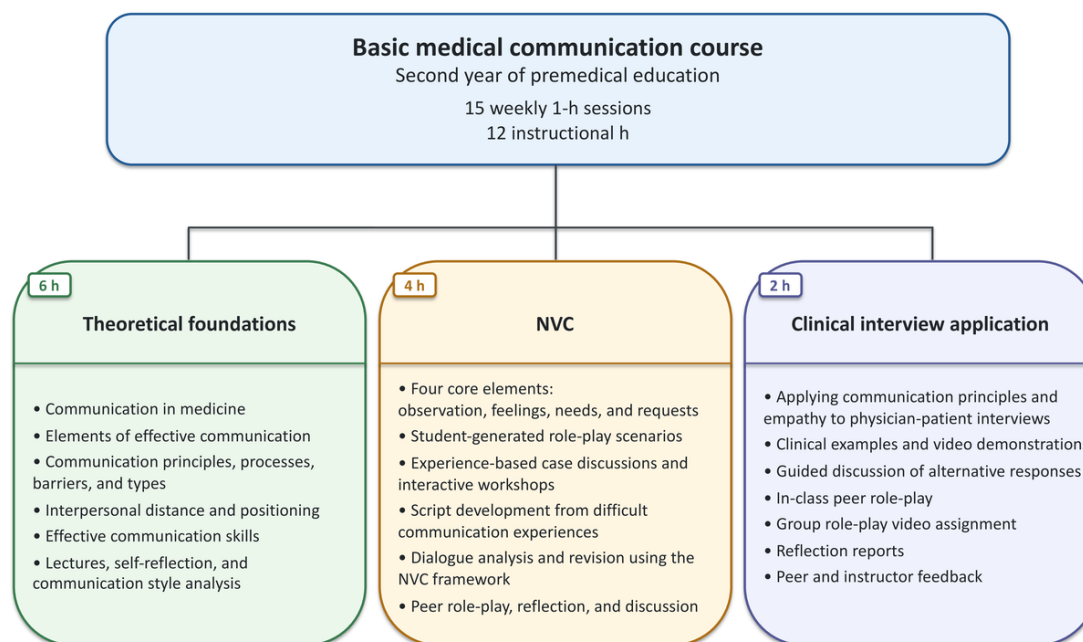 Basic medical communication course
Second year of premedical education
15 weekly 1-h sessions
12 instructional h
6 h
Theoretical foundations
• Communication in medicine
• Elements of effective communication
• Communication principles, processes,
barriers, and types
• Interpersonal distance and positioning
• Effective communication skills
• Lectures, self-reflection, and
communication style analysis
4 h
NVC
• Four core elements:
observation, feelings, needs, and requests
• Student-generated role-play scenarios
• Experience-based case discussions and
interactive workshops
• Script development from difficult
communication experiences
• Dialogue analysis and revision using the
NVC framework
• Peer role-play, reflection, and discussion
2 h
Clinical interview application
• Applying communication principles and
empathy to physician-patient interviews
• Clinical examples and video demonstration
• Guided discussion of alternative responses
• In-class peer role-play
• Group role-play video assignment
• Reflection reports
• Peer and instructor feedback